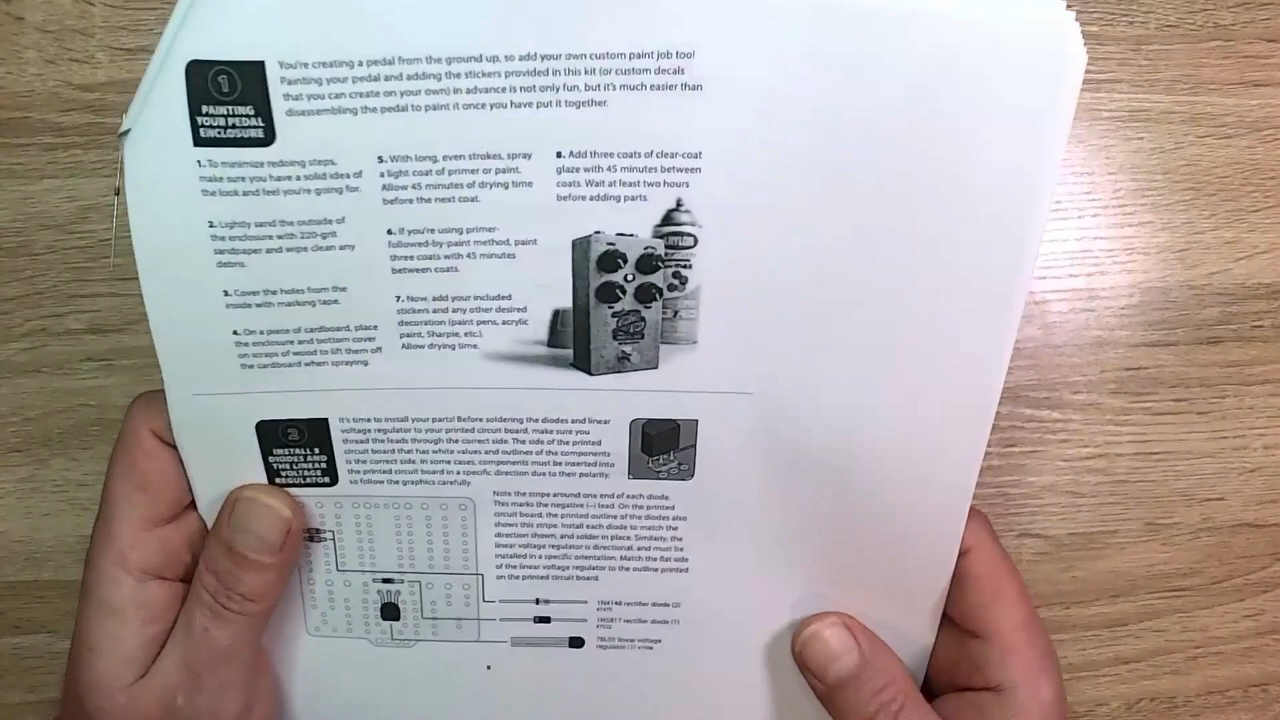 1
PAINTING
YOUR PEDAL
ENCLOSURE
You're creating a pedal from the ground up, so add your own custom paint job too!
Painting your pedal and adding the stickers provided in this kit (or custom decals
that you can create on your own) in advance is not only fun, but it's much easier than
disassembling the pedal to paint it once you have put it together.
1. To minimize redoing steps,
make sure you have a solid idea of
the look and feel you're going for.
2. Lightly sand the outside of
the enclosure with 220-grit
sandpaper and wipe clean any
debris.
3. Cover the holes from the
inside with masking tape.
4. On a piece of cardboard, place
the enclosure and bottom cover
on scraps of wood to lift them off
the cardboard when spraying.
5. With long, even strokes, spray
a light coat of primer or paint.
Allow 45 minutes of drying time
before the next coat.
6. If you're using primer-
followed-by-paint method, paint
three coats with 45 minutes
between coats.
7. Now, add your included
stickers and any other desired
decoration (paint pens, acrylic
paint, Sharpie, etc.).
Allow drying time.
8. Add three coats of clear-coat
glaze with 45 minutes between
coats. Wait at least two hours
before adding parts.
2
INSTALL 3
DIODES AND
THE LINEAR
VOLTAGE
REGULATOR
It's time to install your parts! Before soldering the diodes and linear
voltage regulator to your printed circuit board, make sure you
thread the leads through the correct side. The side of the printed
circuit board that has white values and outlines of the components
is the correct side. In some cases, components must be inserted into
the printed circuit board in a specific direction due to their polarity,
so follow the graphics carefully.
Note the stripe around one end of each diode.
This marks the negative (–) lead. On the printed
circuit board, the printed outline of the diodes also
shows this stripe. Install each diode to match the
direction shown, and solder in place. Similarly, the
linear voltage regulator is directional, and must be
installed in a specific orientation. Match the flat side
of the linear voltage regulator to the outline printed
on the printed circuit board.
1N4148 rectifier diode (2)
1N5817 rectifier diode (1)
78L05 linear voltage
regulator (1)